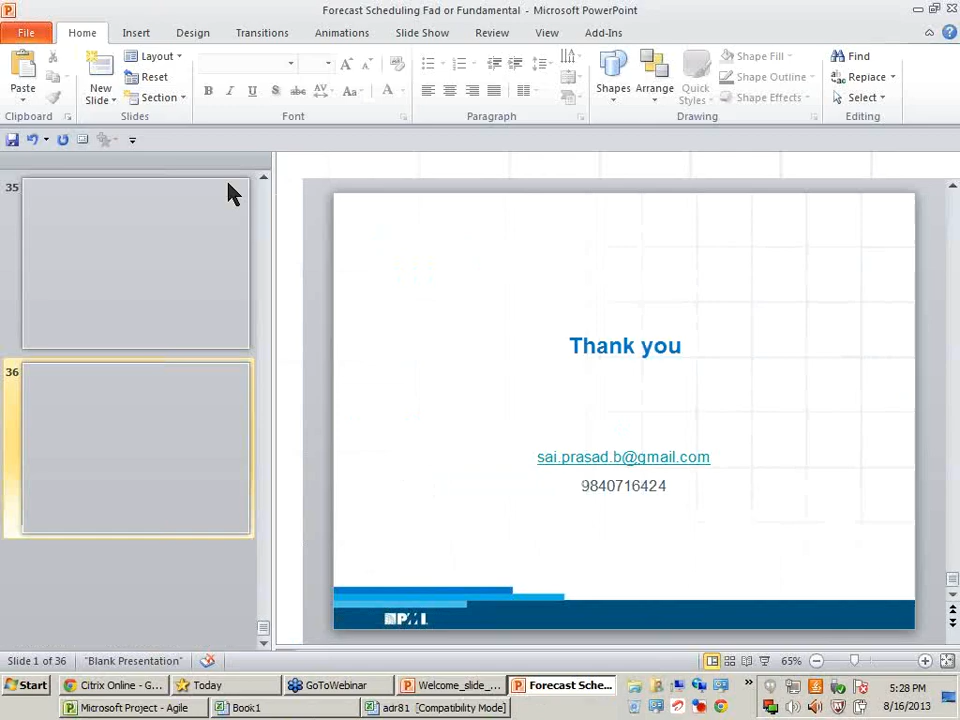 Forecast Scheduling Fad or Fundamental - Microsoft PowerPoint
File Home Insert Design Transitions Animations Slide Show Review View Add-Ins
Paste
New Slide
Layout
Reset
Section
Shapes
Arrange
Quick Styles
Shape Fill
Shape Outline
Shape Effects
Find
Replace
Select
Clipboard Slides Font Paragraph Drawing Editing
35
36
Thank you
sai.prasad.b@gmail.com
9840716424
Slide 1 of 36 "Blank Presentation" 65%
Start Citrix Online - G... Today GoToWebinar Welcome_slide_... Forecast Sche... 5:28 PM
Microsoft Project - Agile Book1 adr81 [Compatibility Mode] 8/16/2013